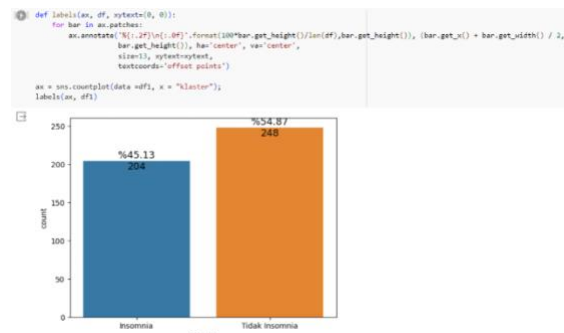 def labels(ax, df, xytext=(0, 0)):
for bar in ax.patches:
ax.annotate('%{:.2f}\n{:.0f}'.format(100*bar.get_height()/len(df),bar.get_height()), (bar.get_x() + bar.get_width() / 2,
bar.get_height()), ha='center', va='center',
size=13, xytext=xytext,
textcoords='offset points')
ax = sns.countplot(data =df1, x = "klaster");
labels(ax, df1)
%54.87
248
%45.13
204
250
200
150
100
50
0
count
Insomnia
Tidak Insomnia